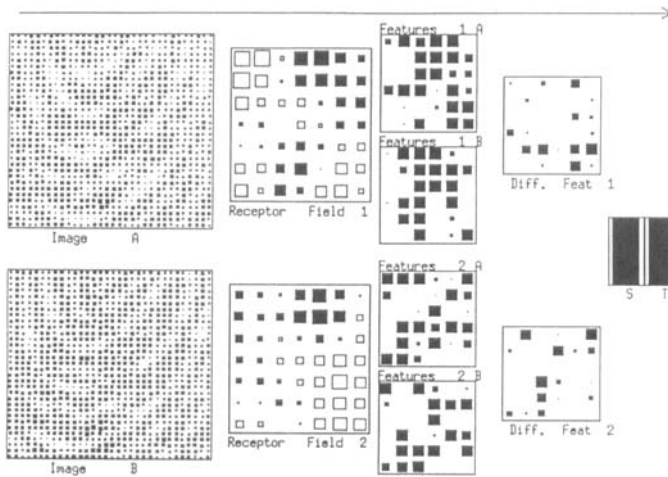 Features 1 A
Features 1 B
Image A
Receptor Field 1
Diff. Feat 1
S T
Features 2 A
Features 2 B
Image B
Receptor Field 2
Diff. Feat 2